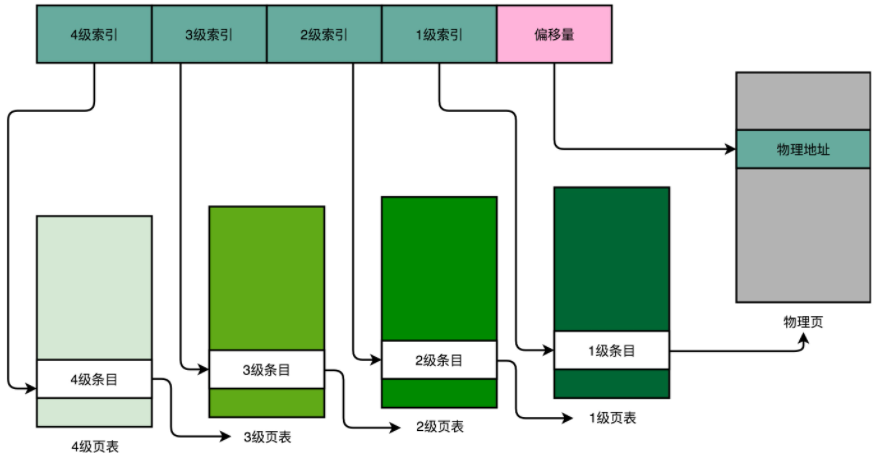 4级索引
3级索引
2级索引
1级索引
偏移量
物理地址
物理页
4级条目
3级条目
2级条目
1级条目
4级页表
3级页表
2级页表
1级页表